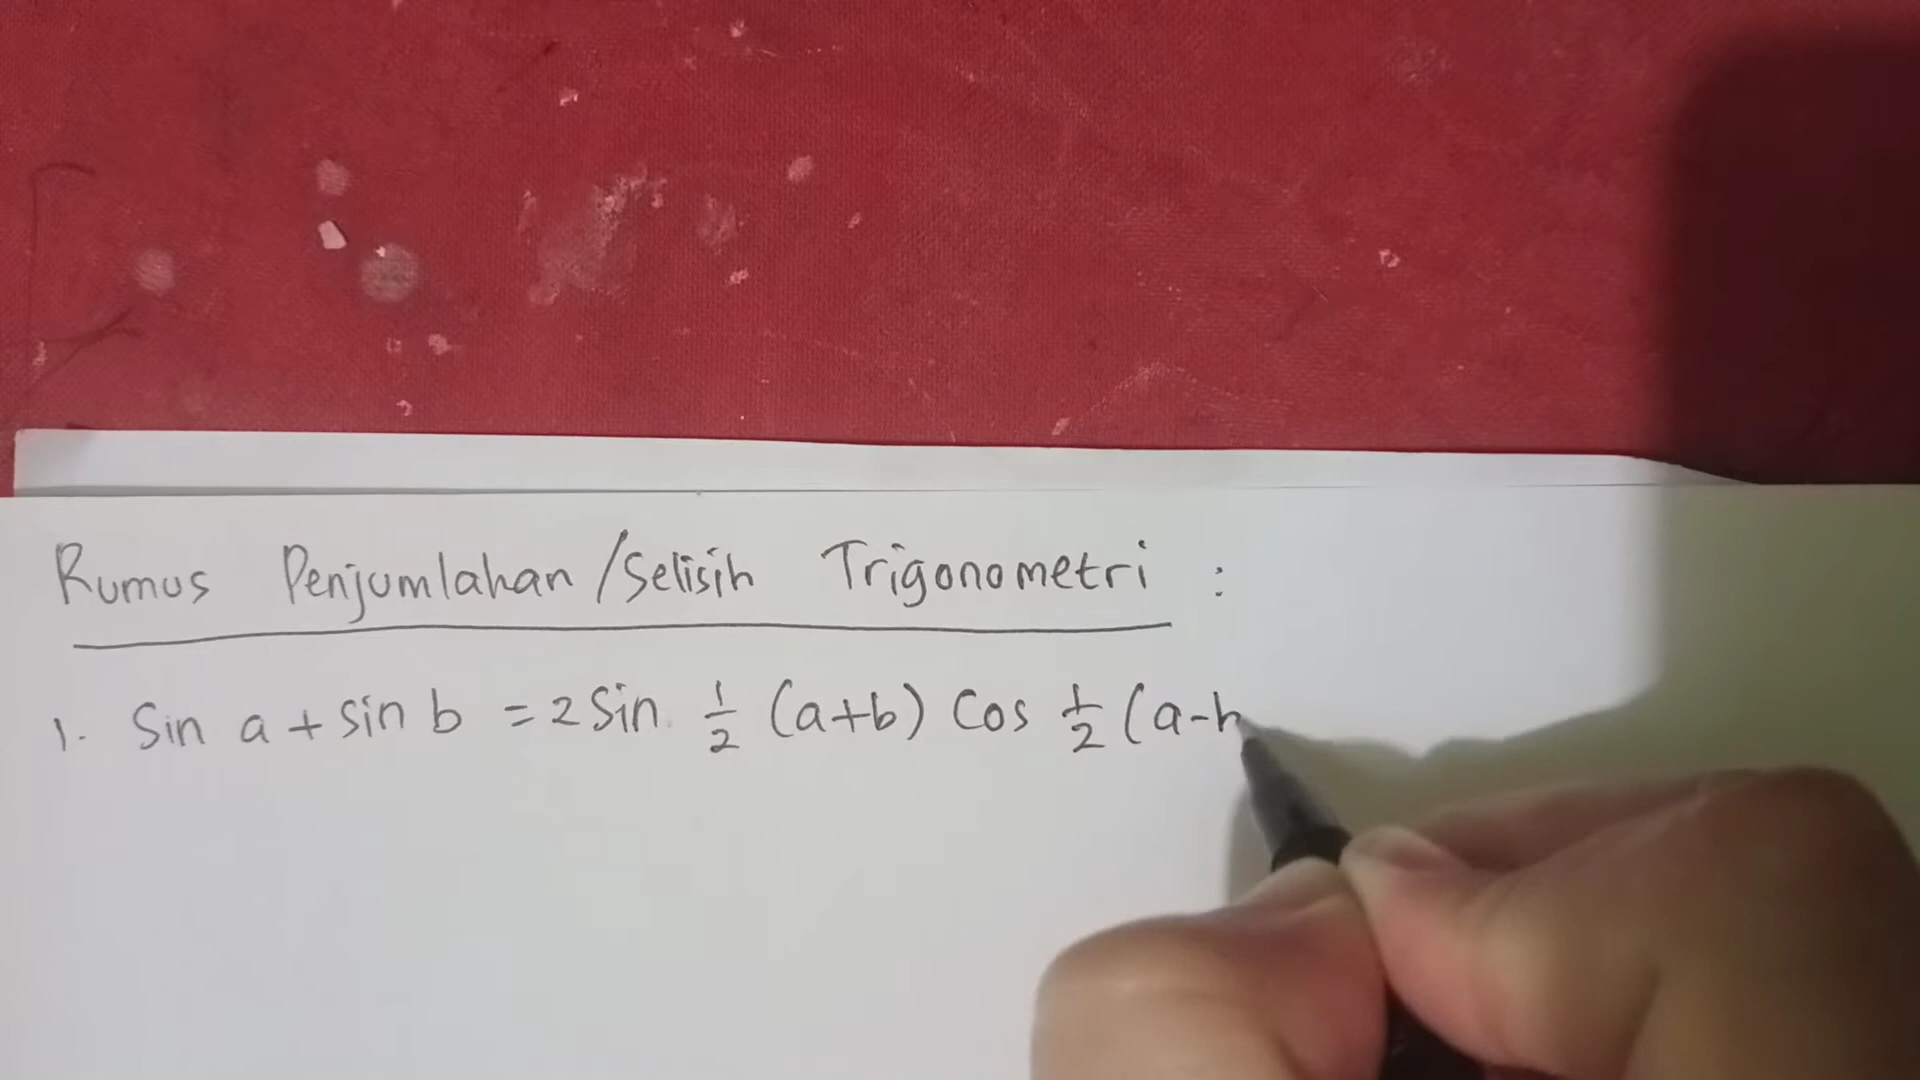 Rumus Penjumlahan/Selisih Trigonometri :
1. Sin a + sin b = 2 Sin 1/2 (a+b) Cos 1/2 (a-b